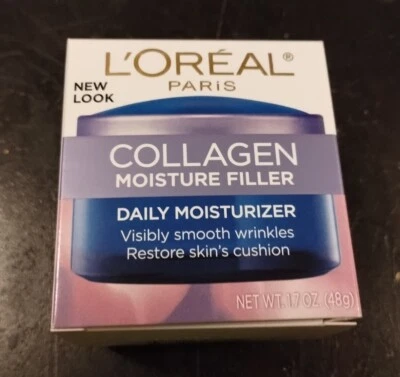 L'ORÉAL®
PARIS
NEW
LOOK
COLLAGEN
MOISTURE FILLER
DAILY MOISTURIZER
Visibly smooth wrinkles
Restore skin's cushion
NET WT. 1.7 OZ. (48g)